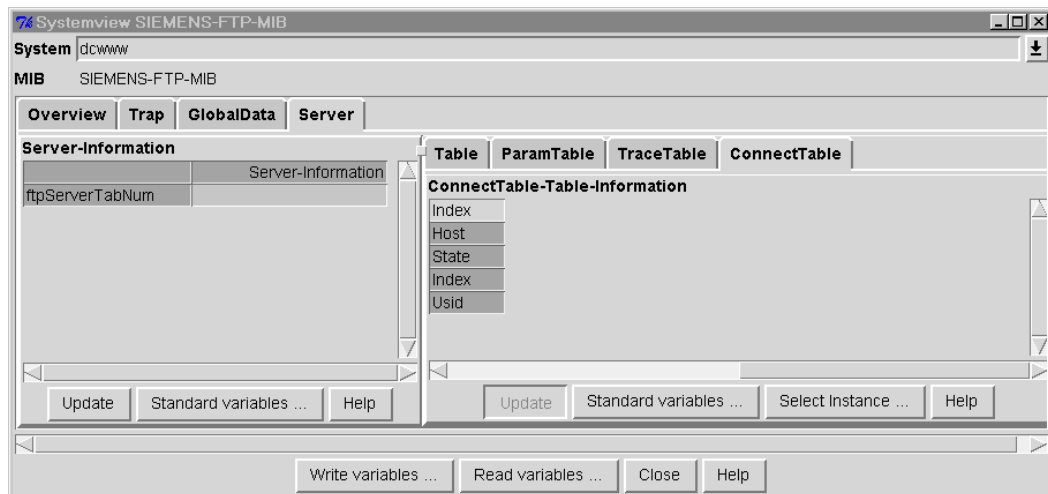 Systemview SIEMENS-FTP-MIB
System dcwww
MIB SIEMENS-FTP-MIB
Overview Trap GlobalData Server
Server-Information
Server-Information
ftpServerTabNum
Update Standard variables ... Help
Table ParamTable TraceTable ConnectTable
ConnectTable-Table-Information
Index
Host
State
Index
Usid
Update Standard variables ... Select Instance ... Help
Write variables ... Read variables ... Close Help